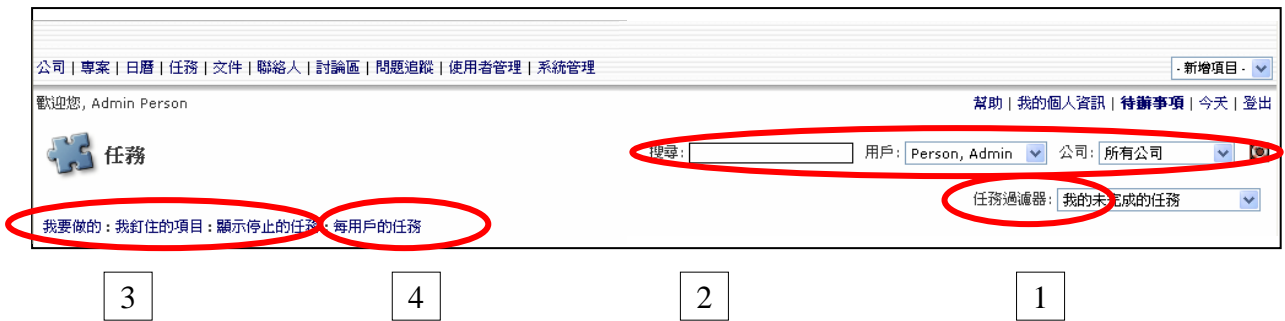 公司 | 專案 | 日曆 | 任務 | 文件 | 聯絡人 | 討論區 | 問題追蹤 | 使用者管理 | 系統管理 - 新增項目 -
歡迎您, Admin Person 幫助 | 我的個人資訊 | 待辦事項 | 今天 | 登出
任務 搜尋: 用戶: Person, Admin 公司: 所有公司
任務過濾器: 我的未完成的任務
我要做的 : 我釘住的項目 : 顯示停止的任務 : 每用戶的任務
3 4 2 1